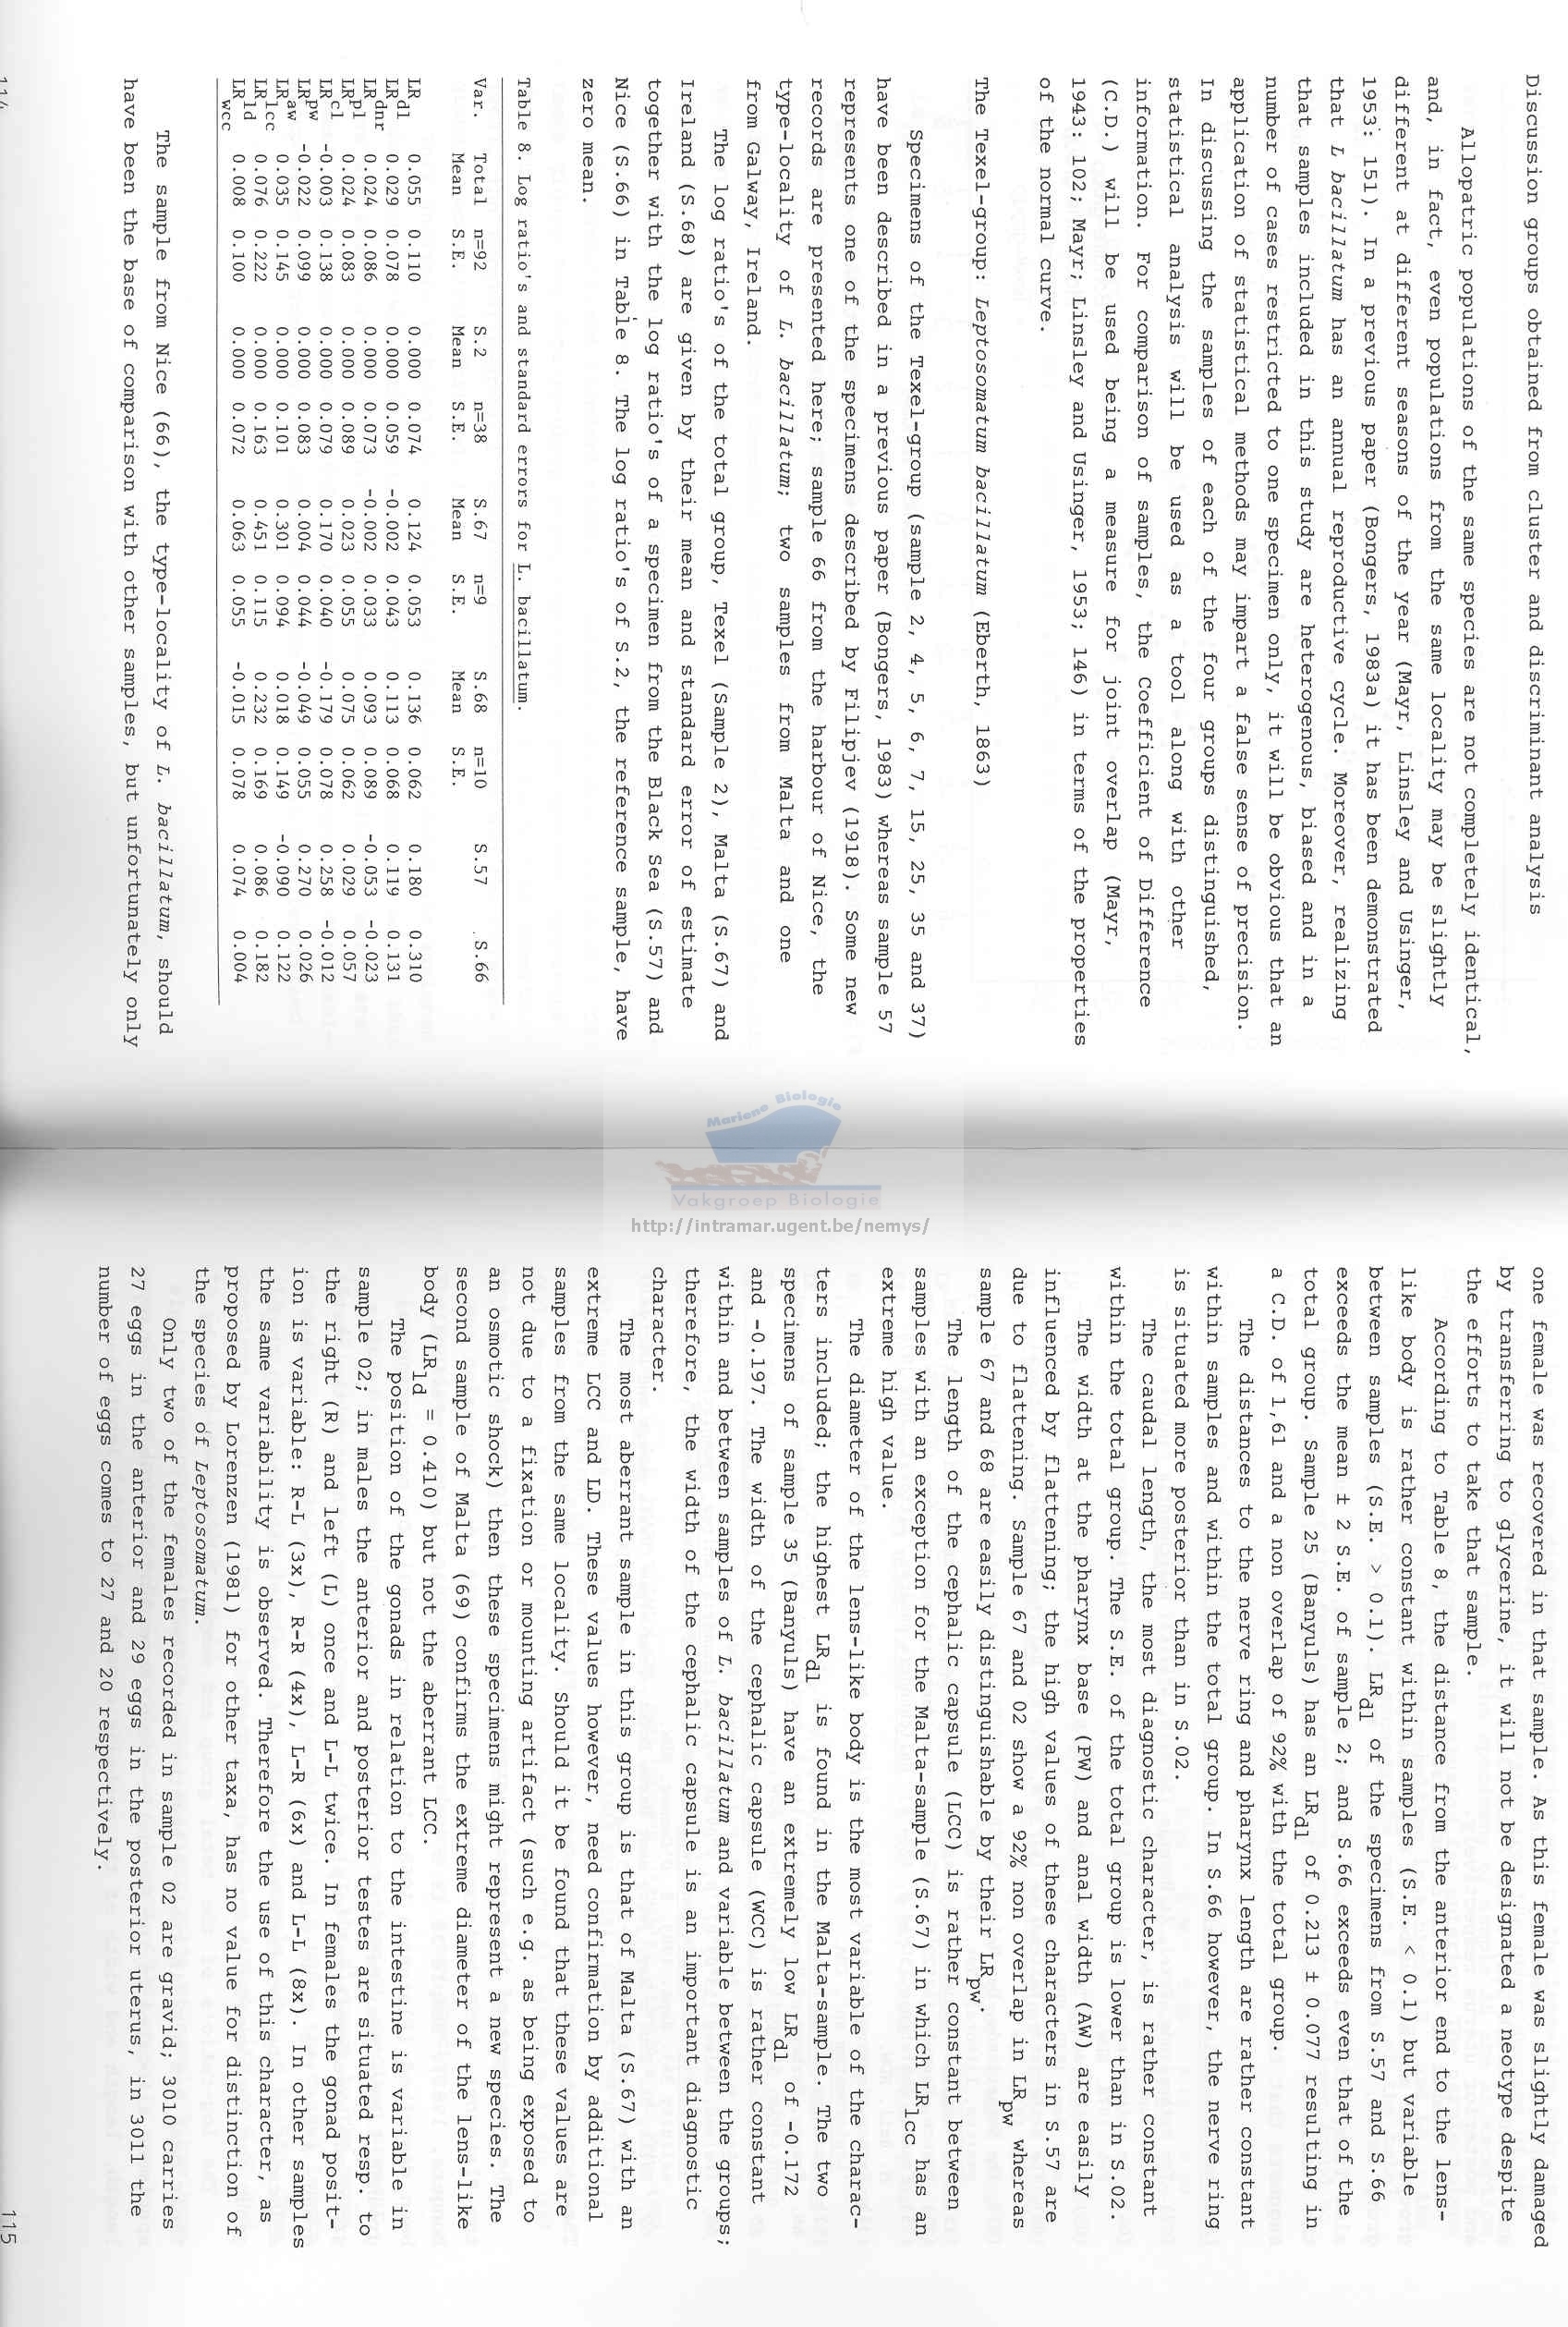 Discussion groups obtained from cluster and discriminant analysis
Allopatric populations of the same species are not completely identical,
and, in fact, even populations from the same locality may be slightly
different at different seasons of the year (Mayr, Linsley and Usinger,
1953: 151). In a previous paper (Bongers, 1983a) it has been demonstrated
that L bacillatum has an annual reproductive cycle. Moreover, realizing
that samples included in this study are heterogenous, biased and in a
number of cases restricted to one specimen only, it will be obvious that an
application of statistical methods may impart a false sense of precision.
In discussing the samples of each of the four groups distinguished,
statistical analysis will be used as a tool along with other
information. For comparison of samples, the Coefficient of Difference
(C.D.) will be used being a measure for joint overlap (Mayr,
1943: 102; Mayr; Linsley and Usinger, 1953; 146) in terms of the properties
of the normal curve.
The Texel-group: Leptosomatum bacillatum (Eberth, 1863)
Specimens of the Texel-group (sample 2, 4, 5, 6, 7, 15, 25, 35 and 37)
have been described in a previous paper (Bongers, 1983) whereas sample 57
represents one of the specimens described by Filipjev (1918). Some new
records are presented here; sample 66 from the harbour of Nice, the
type-locality of L. bacillatum; two samples from Malta and one
from Galway, Ireland.
The log ratio's of the total group, Texel (Sample 2), Malta (S.67) and
Ireland (S.68) are given by their mean and standard error of estimate
together with the log ratio's of a specimen from the Black Sea (S.57) and
Nice (S.66) in Table 8. The log ratio's of S.2, the reference sample, have
zero mean.
Table 8. Log ratio's and standard errors for L. bacillatum.
Var. Total n=92 S.2 n=38 S.67 n=9 S.68 n=10 S.57 S.66
Mean S.E. Mean S.E. Mean S.E. Mean S.E.
LRdl 0.055 0.110 0.000 0.074 0.124 0.053 0.136 0.062 0.180 0.310
LRdnr 0.029 0.078 0.000 0.059 -0.002 0.043 0.113 0.068 0.119 0.131
LRpl 0.024 0.086 0.000 0.073 -0.002 0.033 0.093 0.089 -0.053 -0.023
LRcl 0.024 0.083 0.000 0.089 0.023 0.055 0.075 0.062 0.029 0.057
LRpw -0.003 0.138 0.000 0.079 0.170 0.040 -0.179 0.078 0.258 -0.012
LRaw -0.022 0.099 0.000 0.083 0.004 0.044 -0.049 0.055 0.270 0.026
LRlcc 0.035 0.145 0.000 0.101 0.301 0.094 0.018 0.149 -0.090 0.122
LRld 0.076 0.222 0.000 0.163 0.451 0.115 0.232 0.169 0.086 0.182
LRwcc 0.008 0.100 0.000 0.072 0.063 0.055 -0.015 0.078 0.074 0.004
The sample from Nice (66), the type-locality of L. bacillatum, should
have been the base of comparison with other samples, but unfortunately only
114
one female was recovered in that sample. As this female was slightly damaged
by transferring to glycerine, it will not be designated a neotype despite
the efforts to take that sample.
According to Table 8, the distance from the anterior end to the lens-
like body is rather constant within samples (S.E. < 0.1) but variable
between samples (S.E. > 0.1). LRdl of the specimens from S.57 and S.66
exceeds the mean ± 2 S.E. of sample 2; and S.66 exceeds even that of the
total group. Sample 25 (Banyuls) has an LRdl of 0.213 ± 0.077 resulting in
a C.D. of 1,61 and a non overlap of 92% with the total group.
The distances to the nerve ring and pharynx length are rather constant
within samples and within the total group. In S.66 however, the nerve ring
is situated more posterior than in S.02.
The caudal length, the most diagnostic character, is rather constant
within the total group. The S.E. of the total group is lower than in S.02.
The width at the pharynx base (PW) and anal width (AW) are easily
influenced by flattening; the high values of these characters in S.57 are
due to flattening. Sample 67 and 02 show a 92% non overlap in LRpw whereas
sample 67 and 68 are easily distinguishable by their LRpw.
The length of the cephalic capsule (LCC) is rather constant between
samples with an exception for the Malta-sample (S.67) in which LRlcc has an
extreme high value.
The diameter of the lens-like body is the most variable of the charac-
ters included; the highest LRdl is found in the Malta-sample. The two
specimens of sample 35 (Banyuls) have an extremely low LRdl of -0.172
and -0.197. The width of the cephalic capsule (WCC) is rather constant
within and between samples of L. bacillatum and variable between the groups;
therefore, the width of the cephalic capsule is an important diagnostic
character.
The most aberrant sample in this group is that of Malta (S.67) with an
extreme LCC and LD. These values however, need confirmation by additional
samples from the same locality. Should it be found that these values are
not due to a fixation or mounting artifact (such e.g. as being exposed to
an osmotic shock) then these specimens might represent a new species. The
second sample of Malta (69) confirms the extreme diameter of the lens-like
body (LRld = 0.410) but not the aberrant LCC.
The position of the gonads in relation to the intestine is variable in
sample 02; in males the anterior and posterior testes are situated resp. to
the right (R) and left (L) once and L-L twice. In females the gonad posit-
ion is variable: R-L (3x), R-R (4x), L-R (6x) and L-L (8x). In other samples
the same variability is observed. Therefore the use of this character, as
proposed by Lorenzen (1981) for other taxa, has no value for distinction of
the species of Leptosomatum.
Only two of the females recorded in sample 02 are gravid; 3010 carries
27 eggs in the anterior and 29 eggs in the posterior uterus, in 3011 the
number of eggs comes to 27 and 20 respectively.
115
Mariene Biologie
Vakgroep Biologie
http://intramar.ugent.be/nemys/